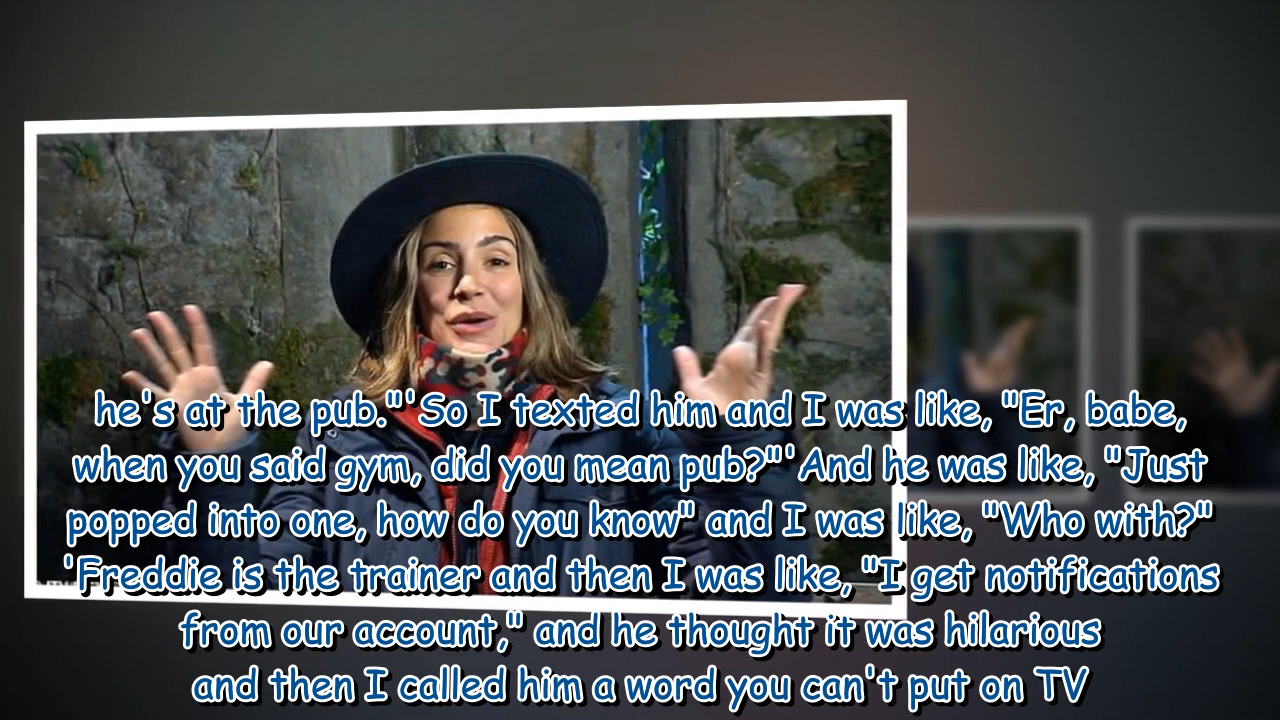 he's at the pub."'So I texted him and I was like, "Er, babe,
when you said gym, did you mean pub?"'And he was like, "Just
popped into one, how do you know" and I was like, "Who with?"
'Freddie is the trainer and then I was like, "I get notifications
from our account," and he thought it was hilarious
and then I called him a word you can't put on TV